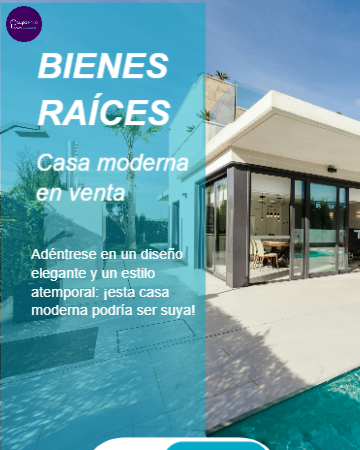 BIENES
RAÍCES
Casa moderna
en venta
Adéntrese en un diseño
elegante y un estilo
atemporal: ¡esta casa
moderna podría ser suya!